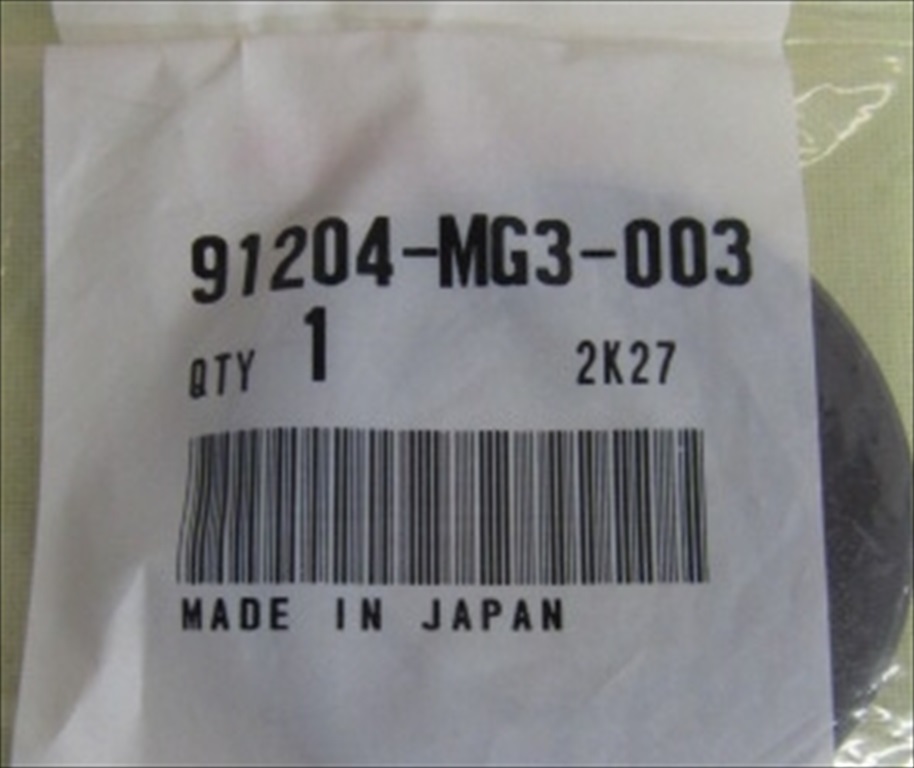 91204-MG3-003
QTY 1 2K27
MADE IN JAPAN